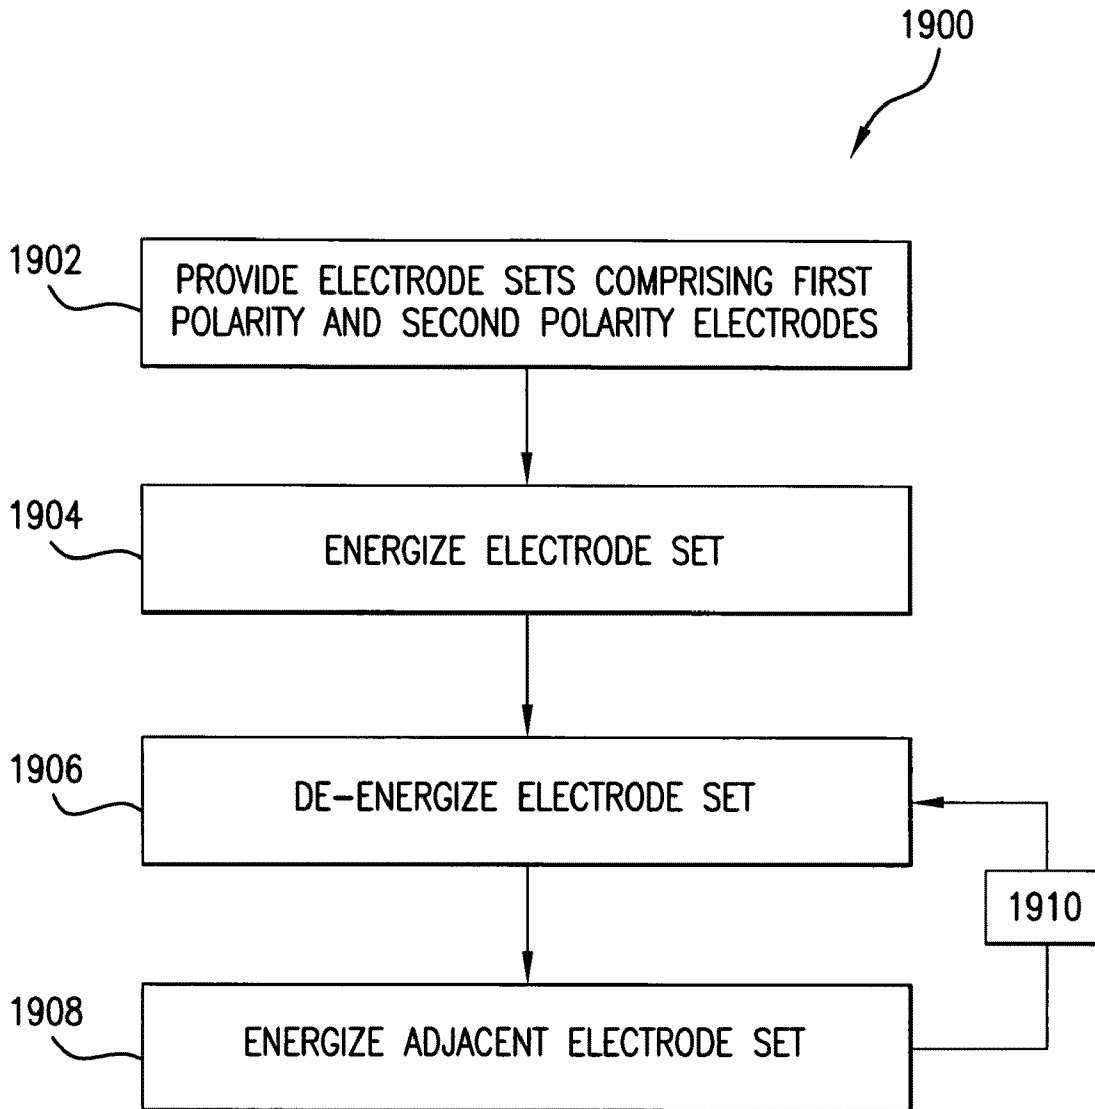 1900
1902
PROVIDE ELECTRODE SETS COMPRISING FIRST
POLARITY AND SECOND POLARITY ELECTRODES
1904
ENERGIZE ELECTRODE SET
1906
DE-ENERGIZE ELECTRODE SET
1910
1908
ENERGIZE ADJACENT ELECTRODE SET